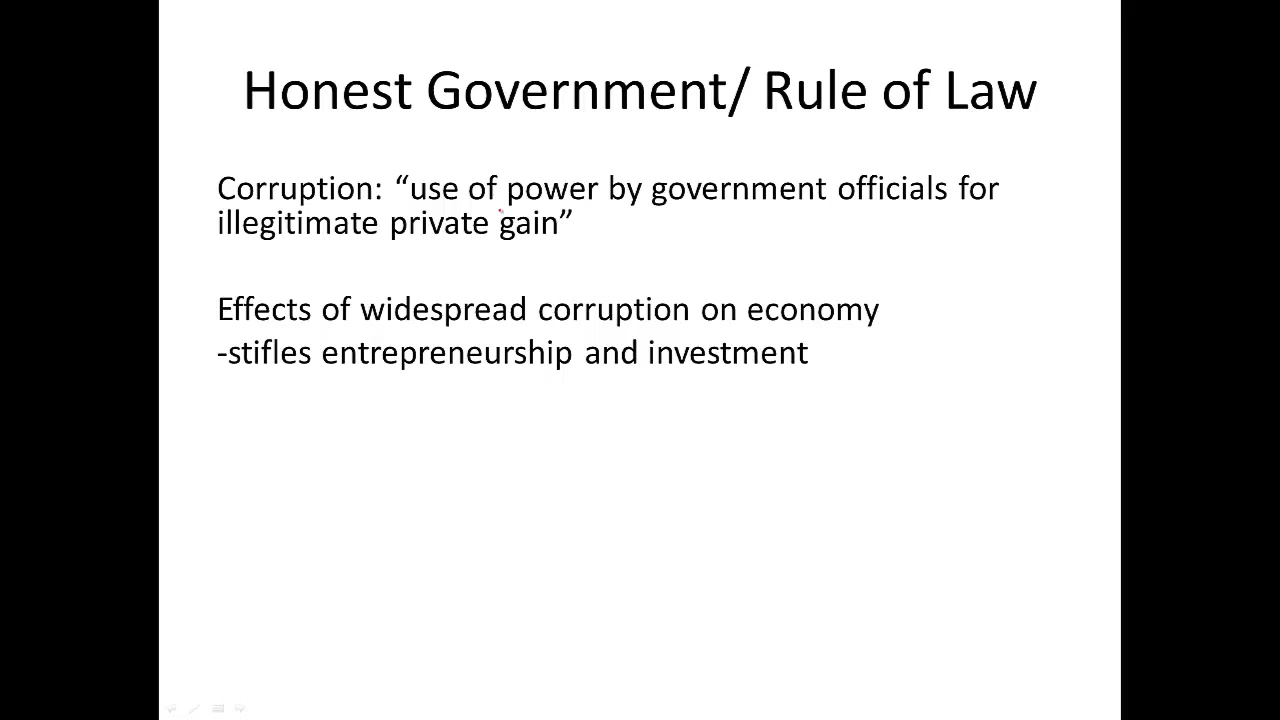 Honest Government/ Rule of Law
Corruption: “use of power by government officials for
illegitimate private gain”
Effects of widespread corruption on economy
-stifles entrepreneurship and investment